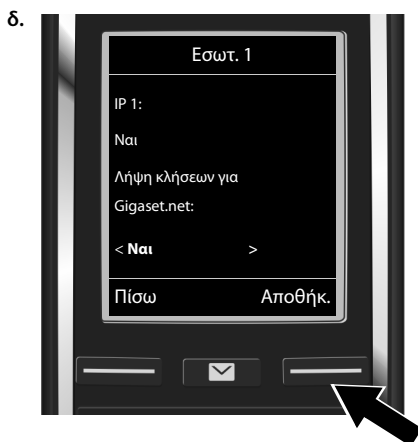 δ.
Εσωτ. 1
IP 1:
Ναι
Λήψη κλήσεων για
Gigaset.net:
< Ναι >
Πίσω Αποθήκ.